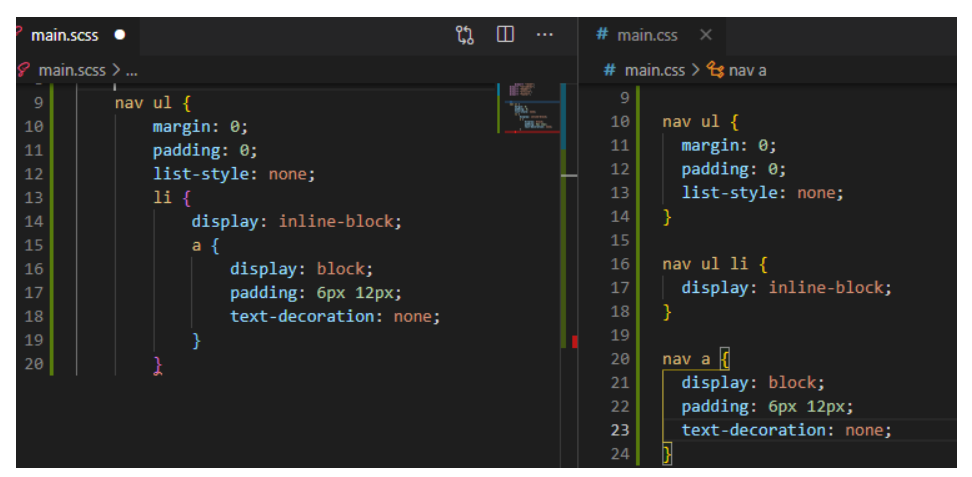 main.scss
main.scss > ...
9 nav ul {
10 margin: 0;
11 padding: 0;
12 list-style: none;
13 li {
14 display: inline-block;
15 a {
16 display: block;
17 padding: 6px 12px;
18 text-decoration: none;
19 }
20 }
# main.css ×
# main.css > nav a
9
10 nav ul {
11 margin: 0;
12 padding: 0;
13 list-style: none;
14 }
15
16 nav ul li {
17 display: inline-block;
18 }
19
20 nav a {
21 display: block;
22 padding: 6px 12px;
23 text-decoration: none;
24 }